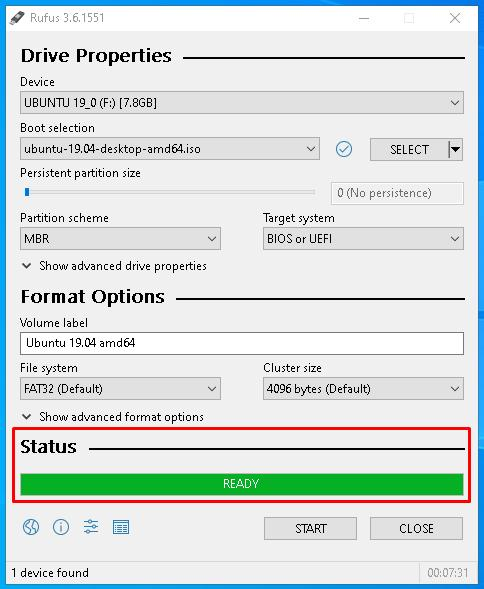 Rufus 3.6.1551
Drive Properties
Device
UBUNTU 19_0 (F:) [7.8GB]
Boot selection
ubuntu-19.04-desktop-amd64.iso
SELECT
Persistent partition size
0 (No persistence)
Partition scheme
Target system
MBR
BIOS or UEFI
Show advanced drive properties
Format Options
Volume label
Ubuntu 19.04 amd64
File system
Cluster size
FAT32 (Default)
4096 bytes (Default)
Show advanced format options
Status
READY
START
CLOSE
1 device found
00:07:31